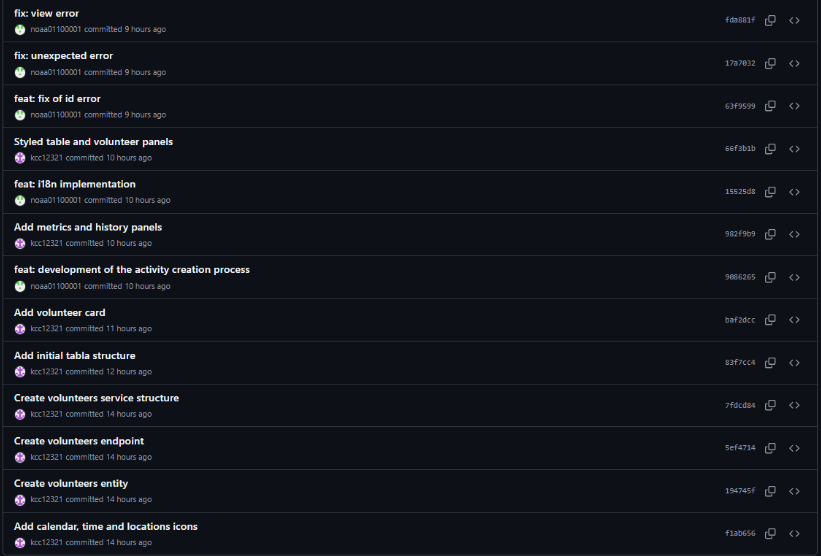 fix: view error
noaa01100001 committed 9 hours ago
fda881f
fix: unexpected error
noaa01100001 committed 9 hours ago
17a7032
feat: fix of id error
noaa01100001 committed 9 hours ago
63f9599
Styled table and volunteer panels
kcc12321 committed 10 hours ago
66f3b1b
feat: i18n implementation
noaa01100001 committed 10 hours ago
15525d8
Add metrics and history panels
kcc12321 committed 10 hours ago
982f9b9
feat: development of the activity creation process
noaa01100001 committed 10 hours ago
9086265
Add volunteer card
kcc12321 committed 11 hours ago
baf2dcc
Add initial tabla structure
kcc12321 committed 12 hours ago
83f7cc4
Create volunteers service structure
kcc12321 committed 14 hours ago
7fdcd84
Create volunteers endpoint
kcc12321 committed 14 hours ago
5ef4714
Create volunteers entity
kcc12321 committed 14 hours ago
194745f
Add calendar, time and locations icons
kcc12321 committed 14 hours ago
f1ab656